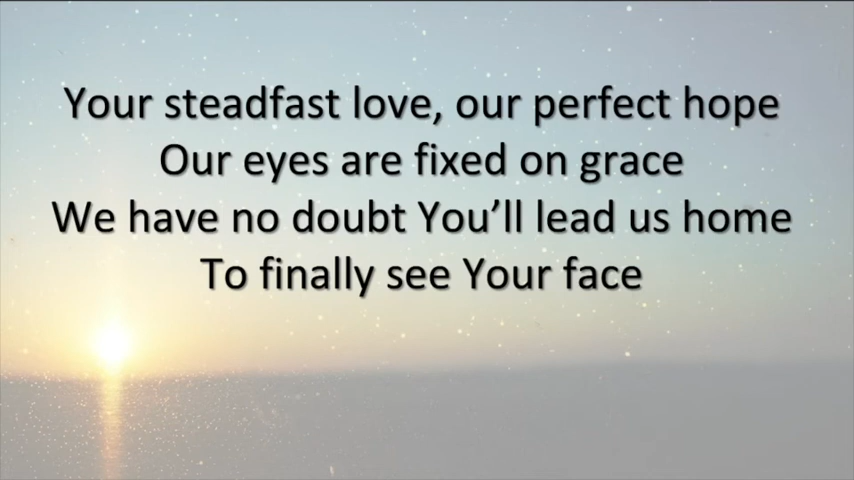 Your steadfast love, our perfect hope
Our eyes are fixed on grace
We have no doubt You’ll lead us home
To finally see Your face